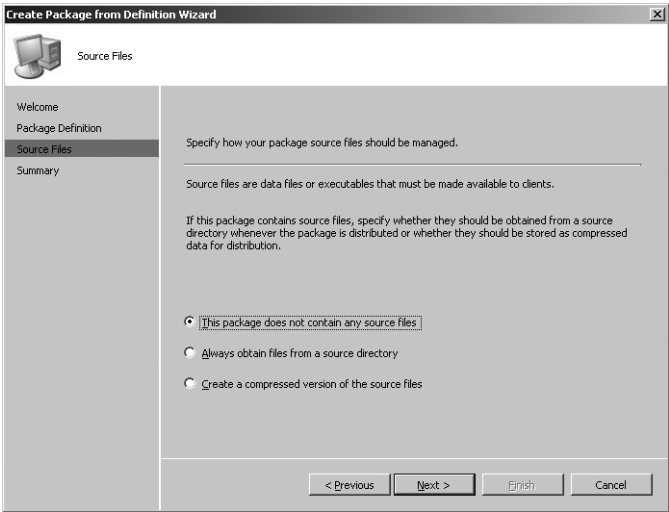 Create Package from Definition Wizard
Source Files
Welcome
Package Definition
Source Files
Summary
Specify how your package source files should be managed.
Source files are data files or executables that must be made available to clients.
If this package contains source files, specify whether they should be obtained from a source
directory whenever the package is distributed or whether they should be stored as compressed
data for distribution.
This package does not contain any source files
Always obtain files from a source directory
Create a compressed version of the source files
< Previous
Next >
Finish
Cancel